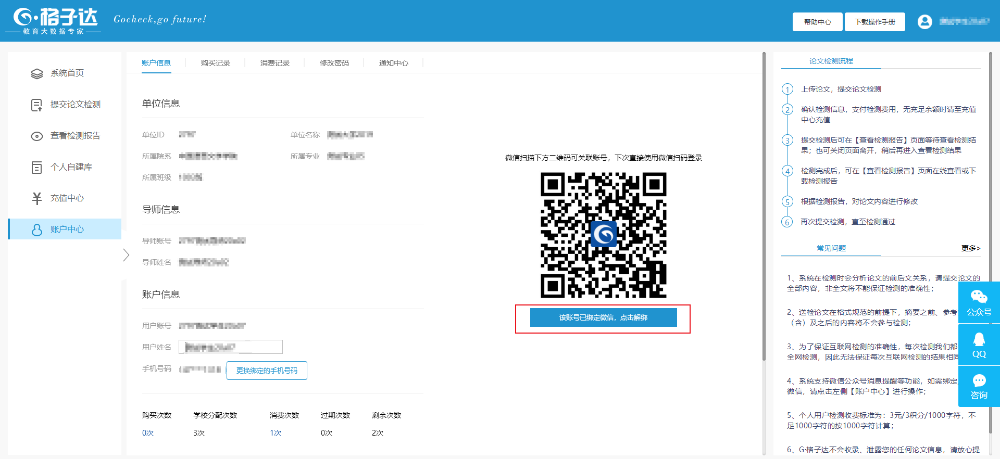 格子达
教育大数据专家
Gocheck,go future!
帮助中心
下载操作手册
系统首页
提交论文检测
查看检测报告
个人自建库
充值中心
账户中心
账户信息
购买记录
消费记录
修改密码
通知中心
单位信息
单位ID
单位名称
所属院系
所属专业
所属班级
导师信息
导师账号
导师姓名
账户信息
用户账号
用户姓名
手机号码
更换绑定的手机号码
购买次数 学校分配次数 消费次数 过期次数 剩余次数
0次 3次 1次 0次 2次
微信扫描下方二维码可关联账号，下次直接使用微信扫码登录
该账号已绑定微信，点击解绑
论文检测流程
1 上传论文，提交论文检测
2 确认检测信息，支付检测费用，无充足余额时请至充值
中心充值
3 提交检测后可在【查看检测报告】页面等待查看检测结
果；也可关闭页面离开，稍后再进入查看检测结果
4 检测完成后，可在【查看检测报告】页面在线查看或下
载检测报告
5 根据检测报告，对论文内容进行修改
6 再次提交检测，直至检测通过
常见问题
更多>
1、系统在检测时会分析论文的前后文关系，请提交论文的
全部内容，非全文将不能保证检测的准确性；
2、送检论文在格式规范的前提下，摘要之前、参考
（含）及之后的内容将不会参与检测；
3、为了保证互联网检测的准确性，每次检测我们都
全网检测，因此无法保证每次互联网检测的结果相同
4、系统支持微信公众号消息提醒等功能，如需绑定
微信，请点击左侧【账户中心】进行操作；
5、个人用户检测收费标准为：3元/3积分/1000字符，不
足1000字符的按1000字符计算；
6、G·格子达不会收录、泄露您的任何论文信息，请放心提
公众号
QQ
咨询